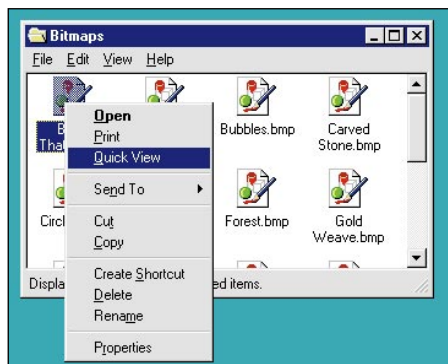 Bitmaps
File Edit View Help
Bubbles.bmp
Carved
Stone.bmp
Forest.bmp
Gold
Weave.bmp
Open
Print
Quick View
Send To
Cut
Copy
Create Shortcut
Delete
Rename
Properties
ed items.